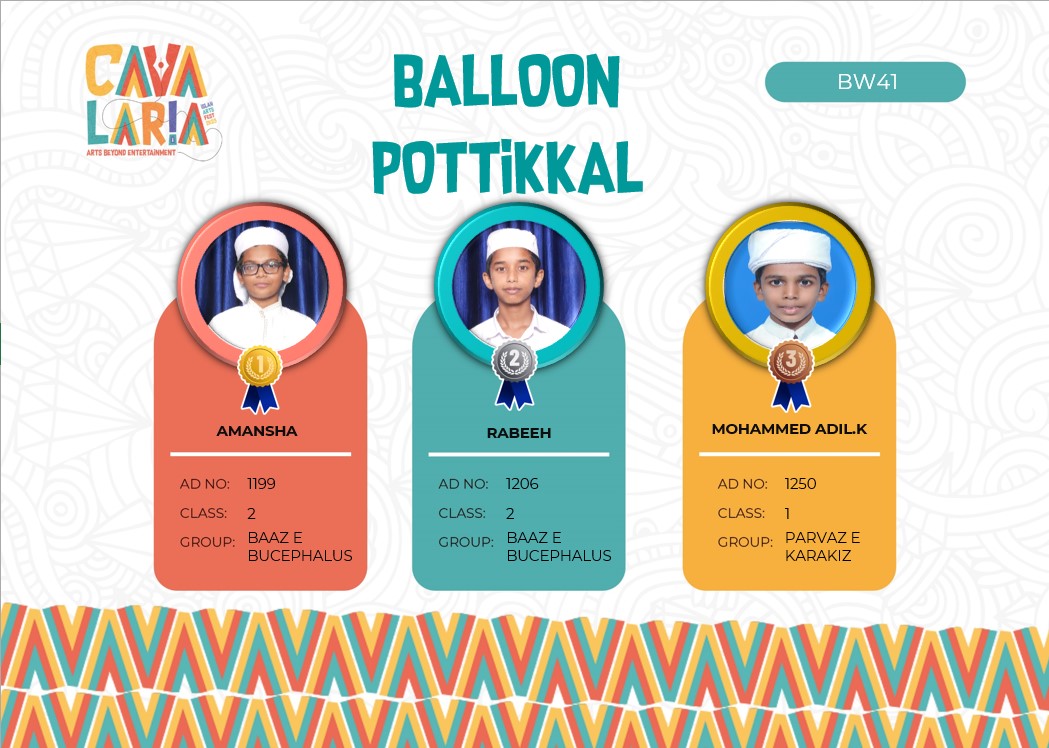 CAVA
LARIA
ARTS BEYOND ENTERTAINMENT
BALLOON
POTTiKKAL
BW41
1
AMANSHA
AD NO: 1199
CLASS: 2
GROUP: BAAZ E
BUCEPHALUS
2
RABEEH
AD NO: 1206
CLASS: 2
GROUP: BAAZ E
BUCEPHALUS
3
MOHAMMED ADIL.K
AD NO: 1250
CLASS: 1
GROUP: PARVAZ E
KARAKIZ